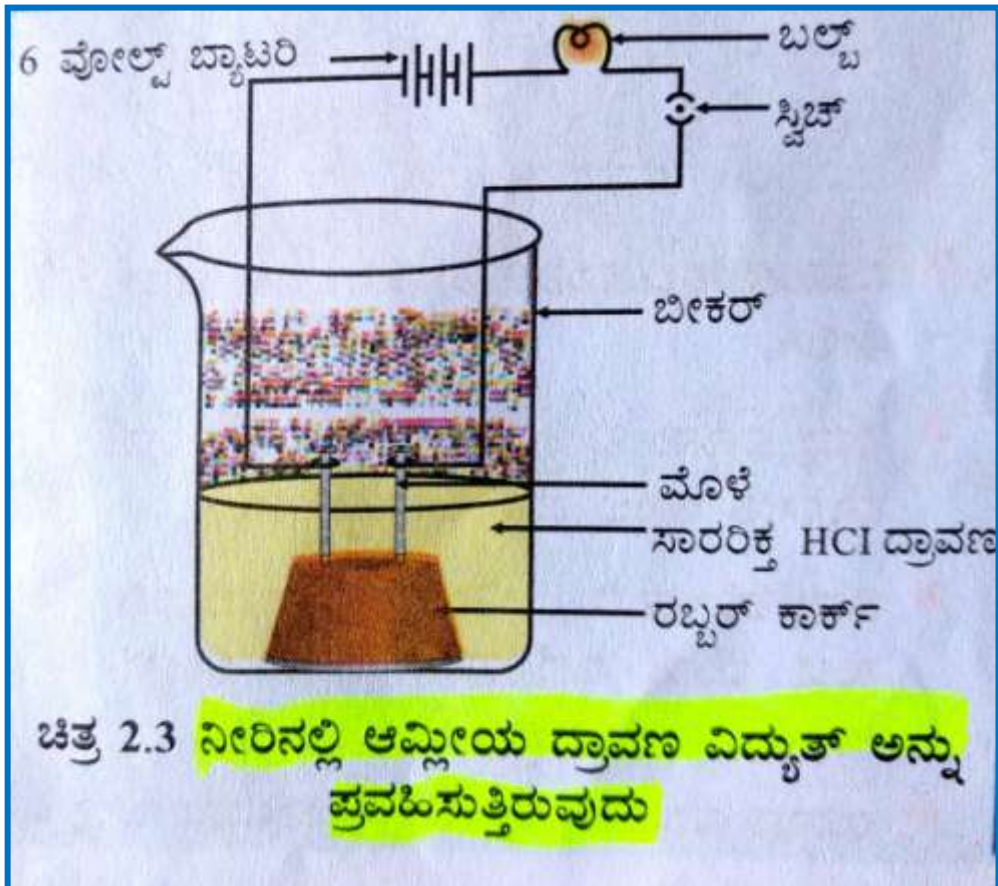 6 ವೋಲ್ಟ್ ಬ್ಯಾಟರಿ
ಬಲ್ಬ್
ಸ್ವಿಚ್
ಬೀಕರ್
ಮೊಳೆ
ಸಾರರಿಕ್ತ HCl ದ್ರಾವಣ
ರಬ್ಬರ್ ಕಾರ್ಕ್
ಚಿತ್ರ 2.3 ನೀರಿನಲ್ಲಿ ಆಮ್ಲೀಯ ದ್ರಾವಣ ವಿದ್ಯುತ್ ಅನ್ನು
ಪ್ರವಹಿಸುತ್ತಿರುವುದು